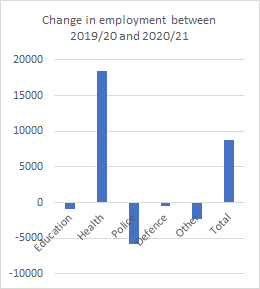 Change in employment between
2019/20 and 2020/21
20000
15000
10000
5000
0
-5000
-10000
Education
Health
Police
Defence
Other
Total